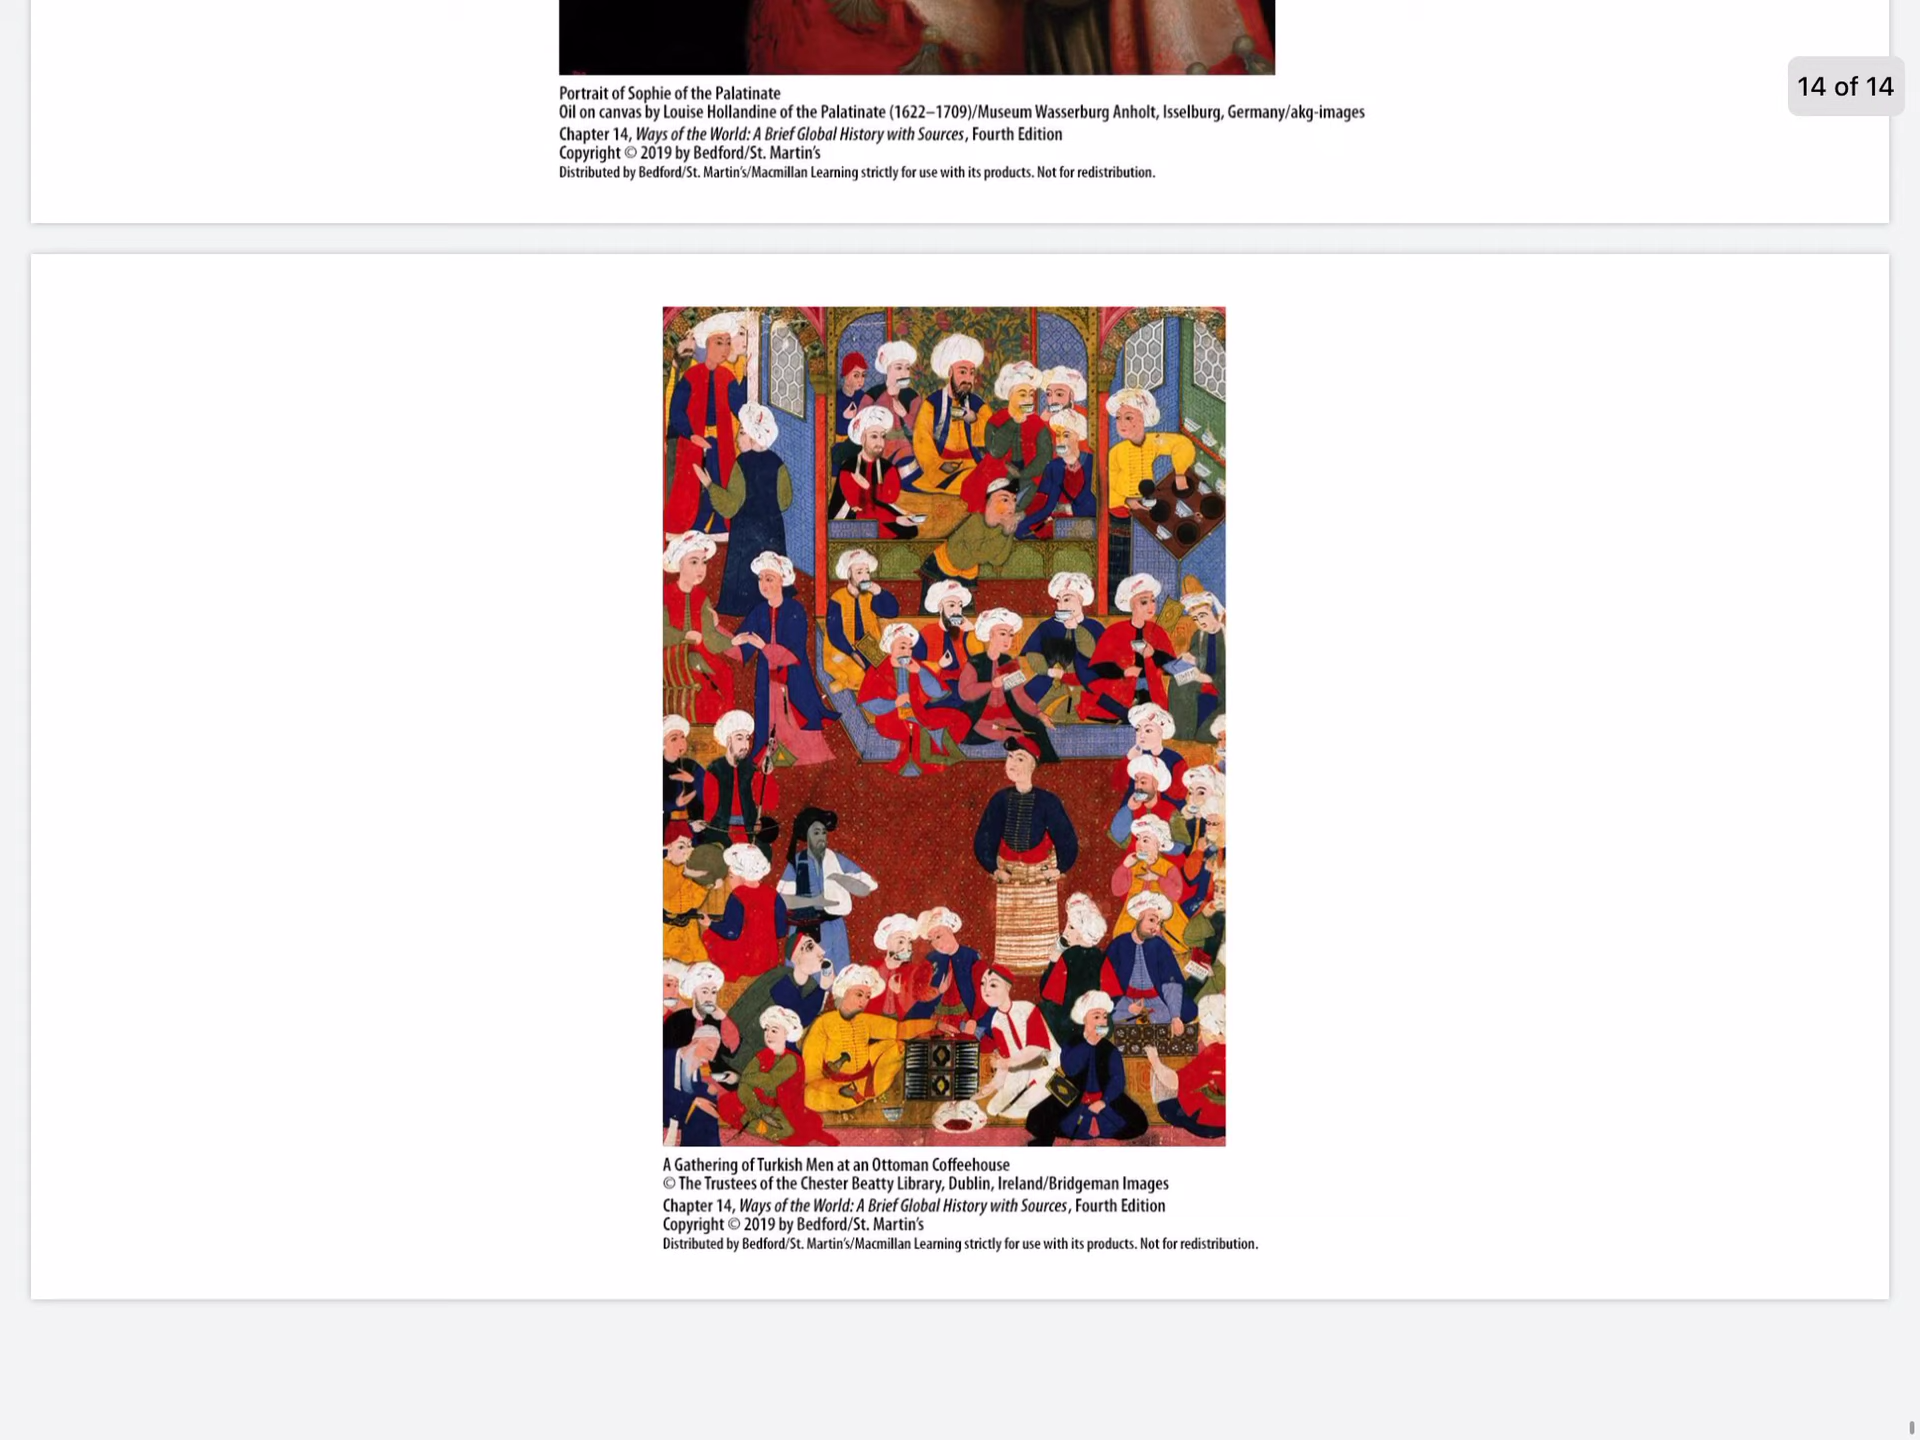 14 of 14
Portrait of Sophie of the Palatinate
Oil on canvas by Louise Hollandine of the Palatinate (1622–1709)/Museum Wasserburg Anholt, Isselburg, Germany/akg-images
Chapter 14, Ways of the World: A Brief Global History with Sources, Fourth Edition
Copyright © 2019 by Bedford/St. Martin’s
Distributed by Bedford/St. Martin’s/Macmillan Learning strictly for use with its products. Not for redistribution.
A Gathering of Turkish Men at an Ottoman Coffeehouse
© The Trustees of the Chester Beatty Library, Dublin, Ireland/Bridgeman Images
Chapter 14, Ways of the World: A Brief Global History with Sources, Fourth Edition
Copyright © 2019 by Bedford/St. Martin’s
Distributed by Bedford/St. Martin’s/Macmillan Learning strictly for use with its products. Not for redistribution.